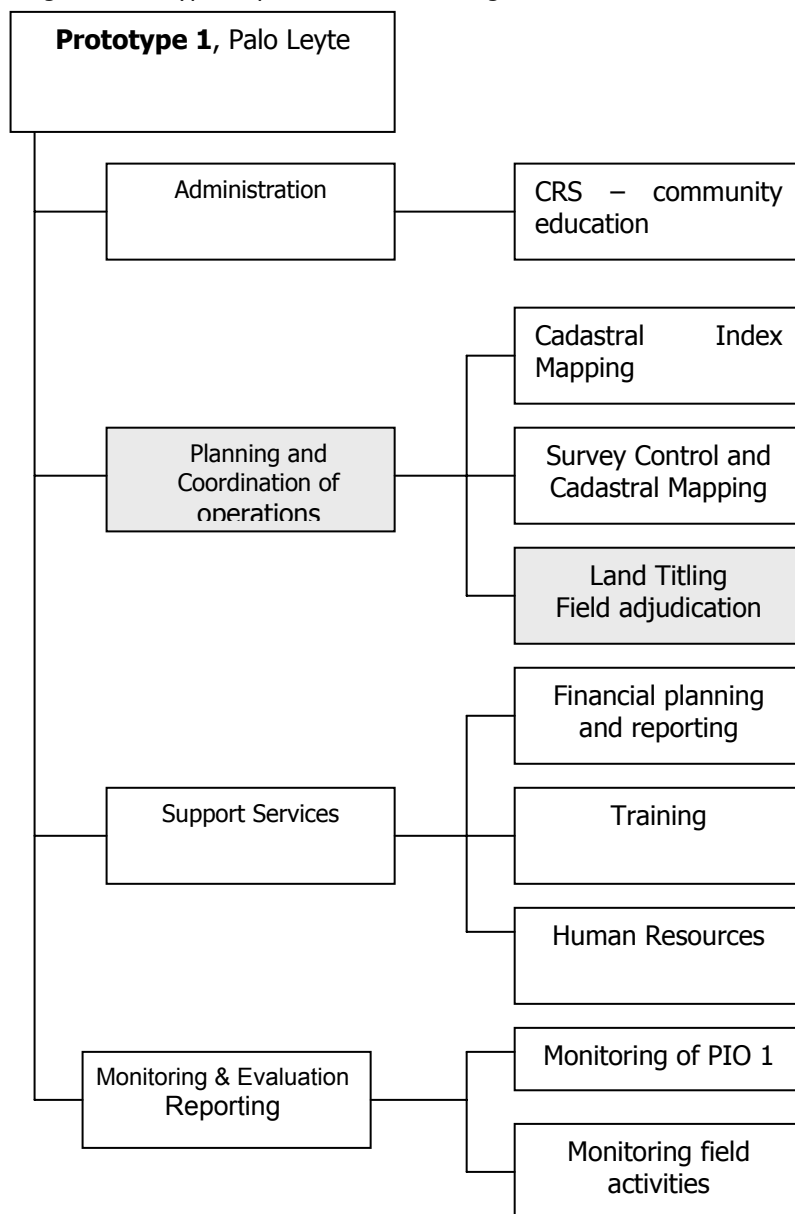 Prototype 1, Palo Leyte
Administration
CRS – community
education
Cadastral Index
Mapping
Planning and
Coordination of
operations
Survey Control and
Cadastral Mapping
Land Titling
Field adjudication
Financial planning
and reporting
Support Services
Training
Human Resources
Monitoring & Evaluation
Reporting
Monitoring of PIO 1
Monitoring field
activities